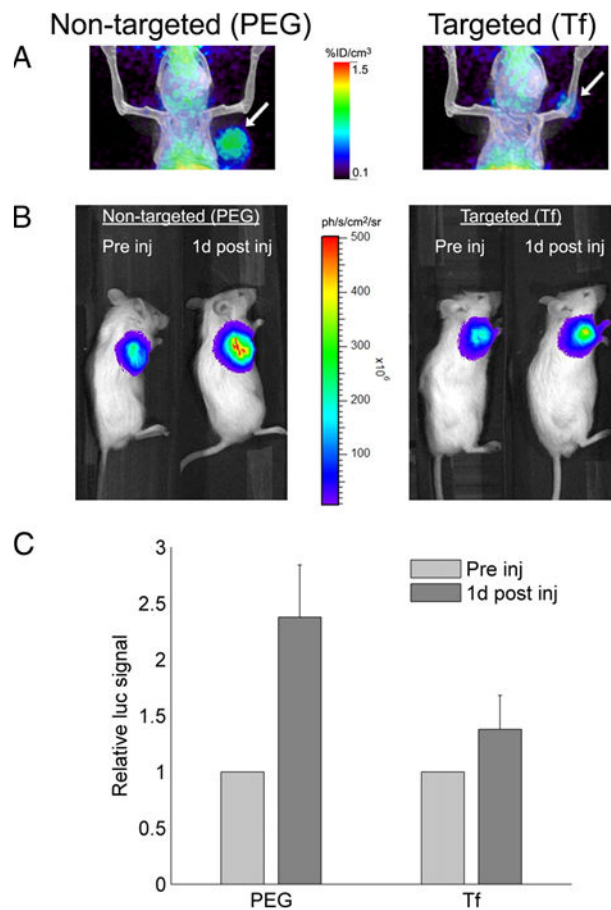 Non-targeted (PEG)
Targeted (Tf)
A
%ID/cm³
1.5
0.1
B
Non-targeted (PEG)
Pre inj
1d post inj
ph/s/cm²/sr
500
400
300
200
100
x10⁶
Targeted (Tf)
Pre inj
1d post inj
C
Relative luc signal
3
2.5
2
1.5
1
0.5
0
Pre inj
1d post inj
PEG
Tf